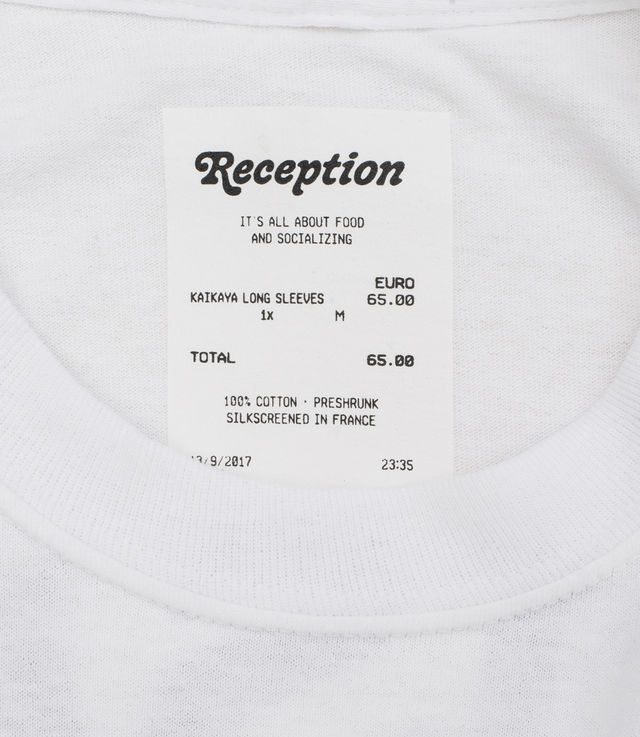 Reception
IT'S ALL ABOUT FOOD
AND SOCIALIZING
EURO
KAIKAYA LONG SLEEVES 65.00
1X M
TOTAL 65.00
100% COTTON · PRESHRUNK
SILKSCREENED IN FRANCE
13/9/2017 23:35